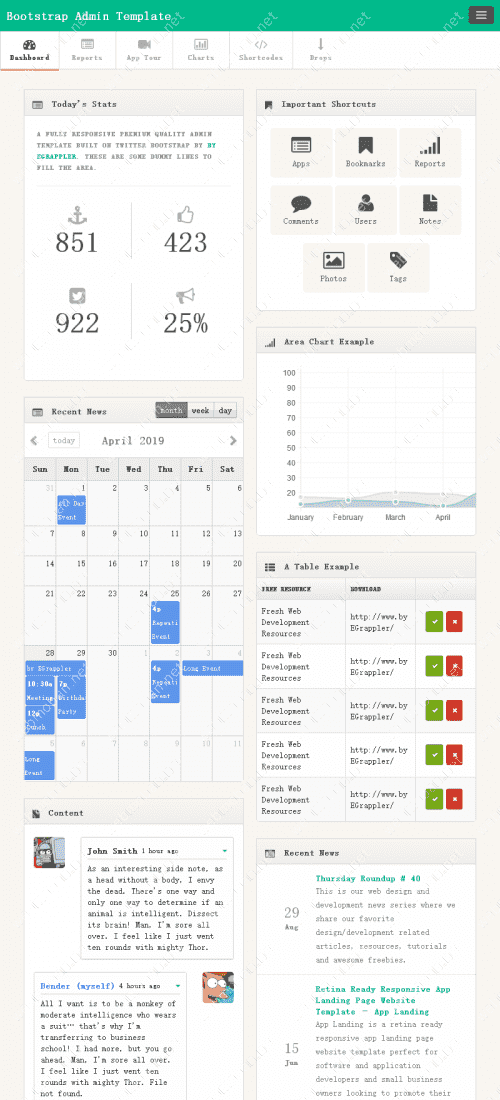 Bootstrap Admin Template
Dashboard
Reports
App Tour
Charts
Shortcodes
Drops
Today's Stats
A FULLY RESPONSIVE PREMIUM QUALITY ADMIN
TEMPLATE BUILT ON TWITTER BOOTSTRAP BY BY
EGRAPPLER. THESE ARE SOME DUMMY LINES TO
FILL THE AREA.
851
423
922
25%
Recent News
month
week
day
today
April 2019
Sun
Mon
Tue
Wed
Thu
Fri
Sat
31 1 2 3 4 5 6
Event
7 8 9 10 11 12 13
14 15 16 17 18 19 20
21 22 23 24 25 26 27
4p
Event
28 29 30 1 2 3 4
by EGrappler
4p
Long Event
10:30a
Meeting
7p
Birthday
Party
Event
12p
5 6 7 8 9 10 11
Long
Event
Content
John Smith 1 hour ago
As an interesting side note, as
a head without a body, I envy
the dead. There's one way and
only one way to determine if an
animal is intelligent. Dissect
its brain! Man, I'm sore all
over. I feel like I just went
ten rounds with mighty Thor.
Bender (myself) 4 hours ago
All I want is to be a monkey of
moderate intelligence who wears
a suit… that's why I'm
transferring to business
school! I had more, but you go
ahead. Man, I'm sore all over.
I feel like I just went ten
rounds with mighty Thor. File
not found.
Important Shortcuts
Apps
Bookmarks
Reports
Comments
Users
Notes
Photos
Tags
Area Chart Example
100
90
80
70
60
50
40
30
20
January
February
March
April
A Table Example
FREE RESOURCE
DOWNLOAD
Fresh Web
Development
Resources
http://www.by
EGrappler/
Fresh Web
Development
Resources
http://www.by
EGrappler/
Fresh Web
Development
Resources
http://www.by
EGrappler/
Fresh Web
Development
Resources
http://www.by
EGrappler/
Fresh Web
Development
Resources
http://www.by
EGrappler/
Recent News
29
Aug
Thursday Roundup # 40
This is our web design and
development news series where we
share our favorite
design/development related
articles, resources, tutorials
and awesome freebies.
15
Jun
Retina Ready Responsive App
Landing Page Website
Template – App Landing
App Landing is a retina ready
responsive app landing page
website template perfect for
software and application
developers and small business
owners looking to promote their